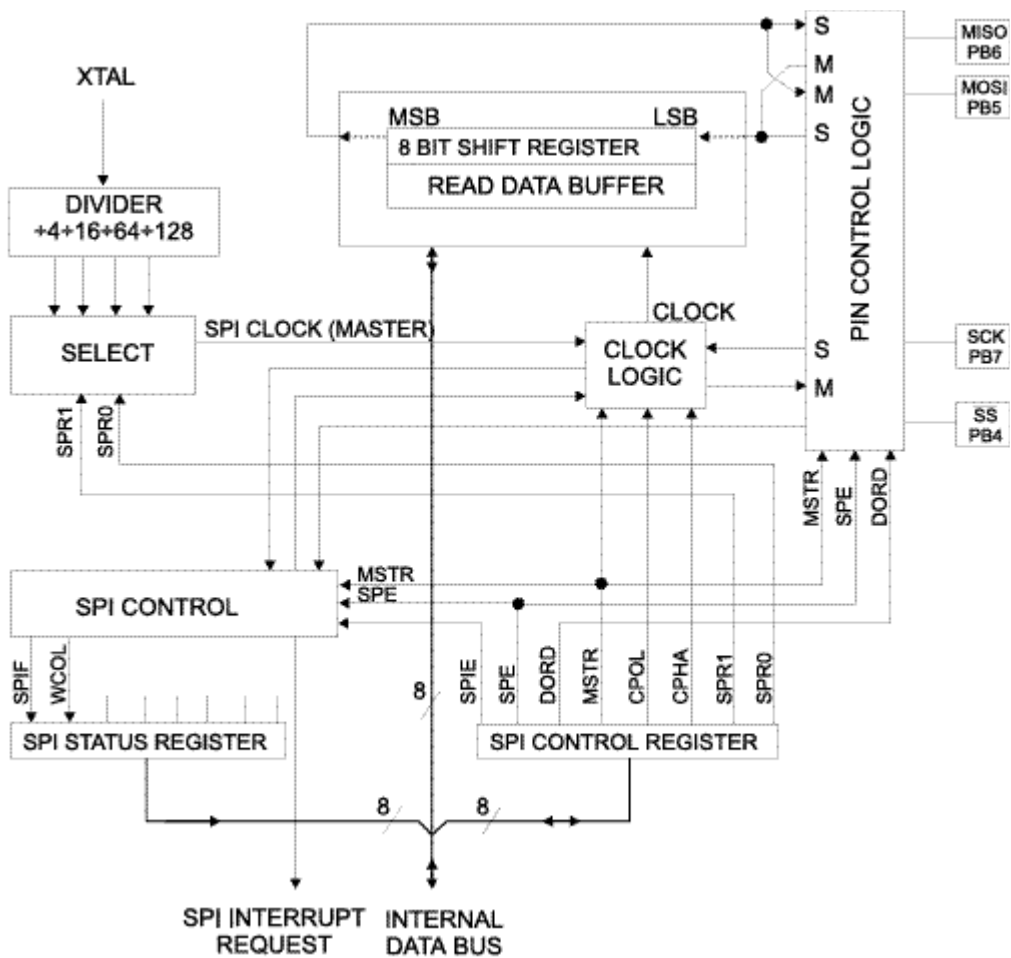 XTAL
DIVIDER
÷4÷16÷64÷128
SELECT
SPI CLOCK (MASTER)
SPR1
SPR0
MSB
LSB
8 BIT SHIFT REGISTER
READ DATA BUFFER
CLOCK
CLOCK
LOGIC
S
M
M
S
S
M
PIN CONTROL LOGIC
MISO
PB6
MOSI
PB5
SCK
PB7
SS
PB4
MSTR
SPE
DORD
SPI CONTROL
MSTR
SPE
SPIF
WCOL
SPI STATUS REGISTER
8
SPIE
SPE
DORD
MSTR
CPOL
CPHA
SPR1
SPR0
SPI CONTROL REGISTER
8
8
SPI INTERRUPT
REQUEST
INTERNAL
DATA BUS